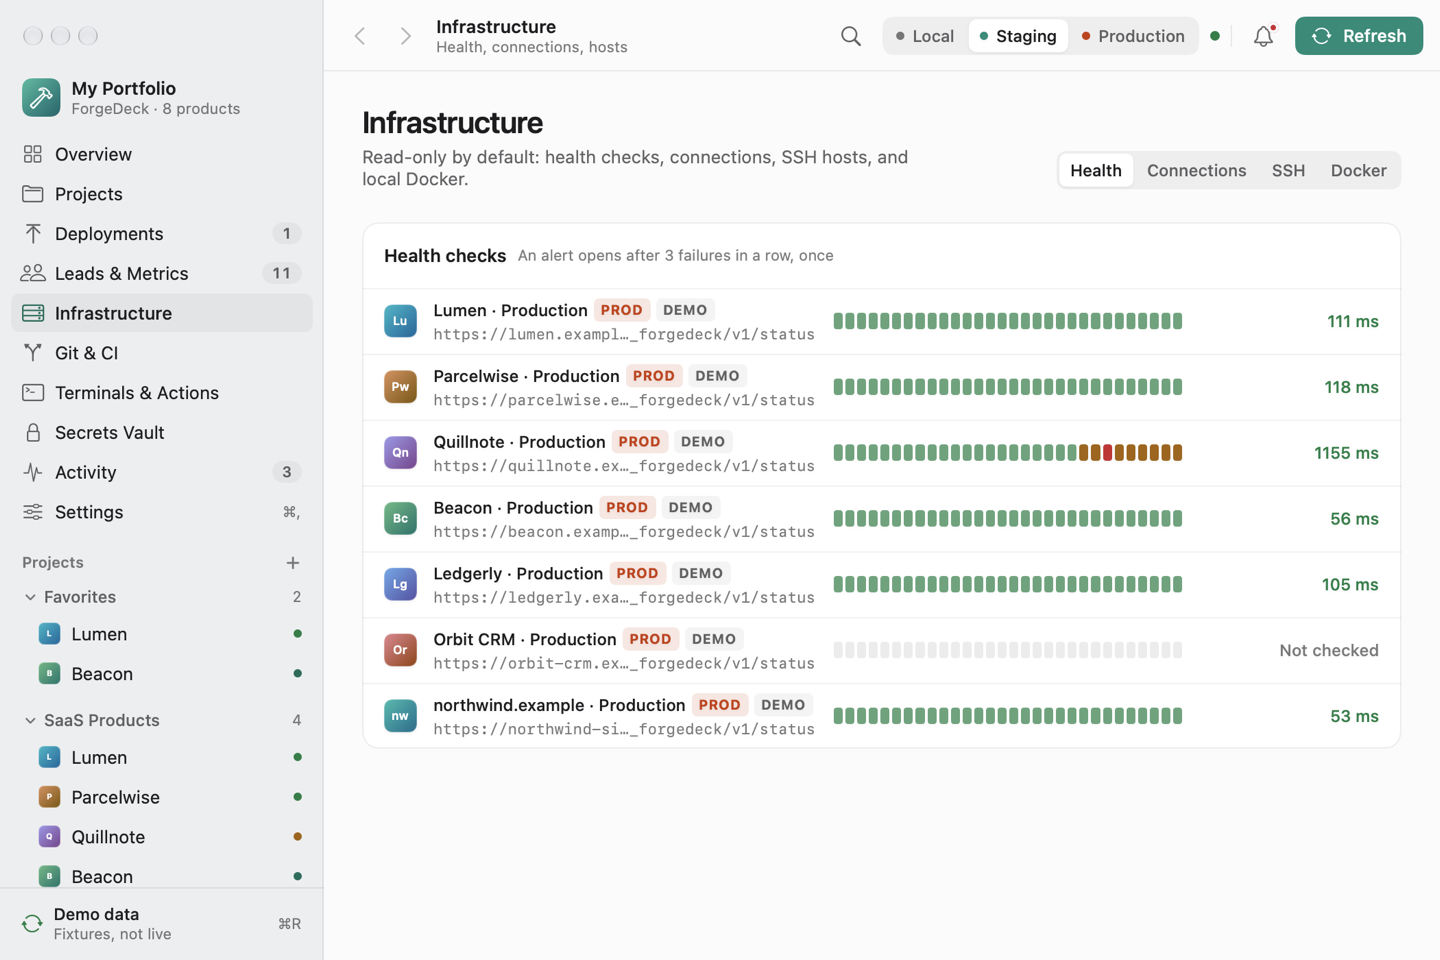 My Portfolio
ForgeDeck · 8 products
Overview
Projects
Deployments 1
Leads & Metrics 11
Infrastructure
Git & CI
Terminals & Actions
Secrets Vault
Activity 3
Settings ⌘,
Projects +
Favorites 2
L Lumen
B Beacon
SaaS Products 4
L Lumen
P Parcelwise
Q Quillnote
B Beacon
Demo data ⌘R
Fixtures, not live
Infrastructure
Health, connections, hosts
Local Staging Production Refresh
Infrastructure
Read-only by default: health checks, connections, SSH hosts, and
local Docker.
Health Connections SSH Docker
Health checks An alert opens after 3 failures in a row, once
Lu Lumen · Production PROD DEMO 111 ms
https://lumen.exampl…_forgedeck/v1/status
Pw Parcelwise · Production PROD DEMO 118 ms
https://parcelwise.e…_forgedeck/v1/status
Qn Quillnote · Production PROD DEMO 1155 ms
https://quillnote.ex…_forgedeck/v1/status
Bc Beacon · Production PROD DEMO 56 ms
https://beacon.examp…_forgedeck/v1/status
Lg Ledgerly · Production PROD DEMO 105 ms
https://ledgerly.exa…_forgedeck/v1/status
Or Orbit CRM · Production PROD DEMO Not checked
https://orbit-crm.ex…_forgedeck/v1/status
nw northwind.example · Production PROD DEMO 53 ms
https://northwind-si…_forgedeck/v1/status